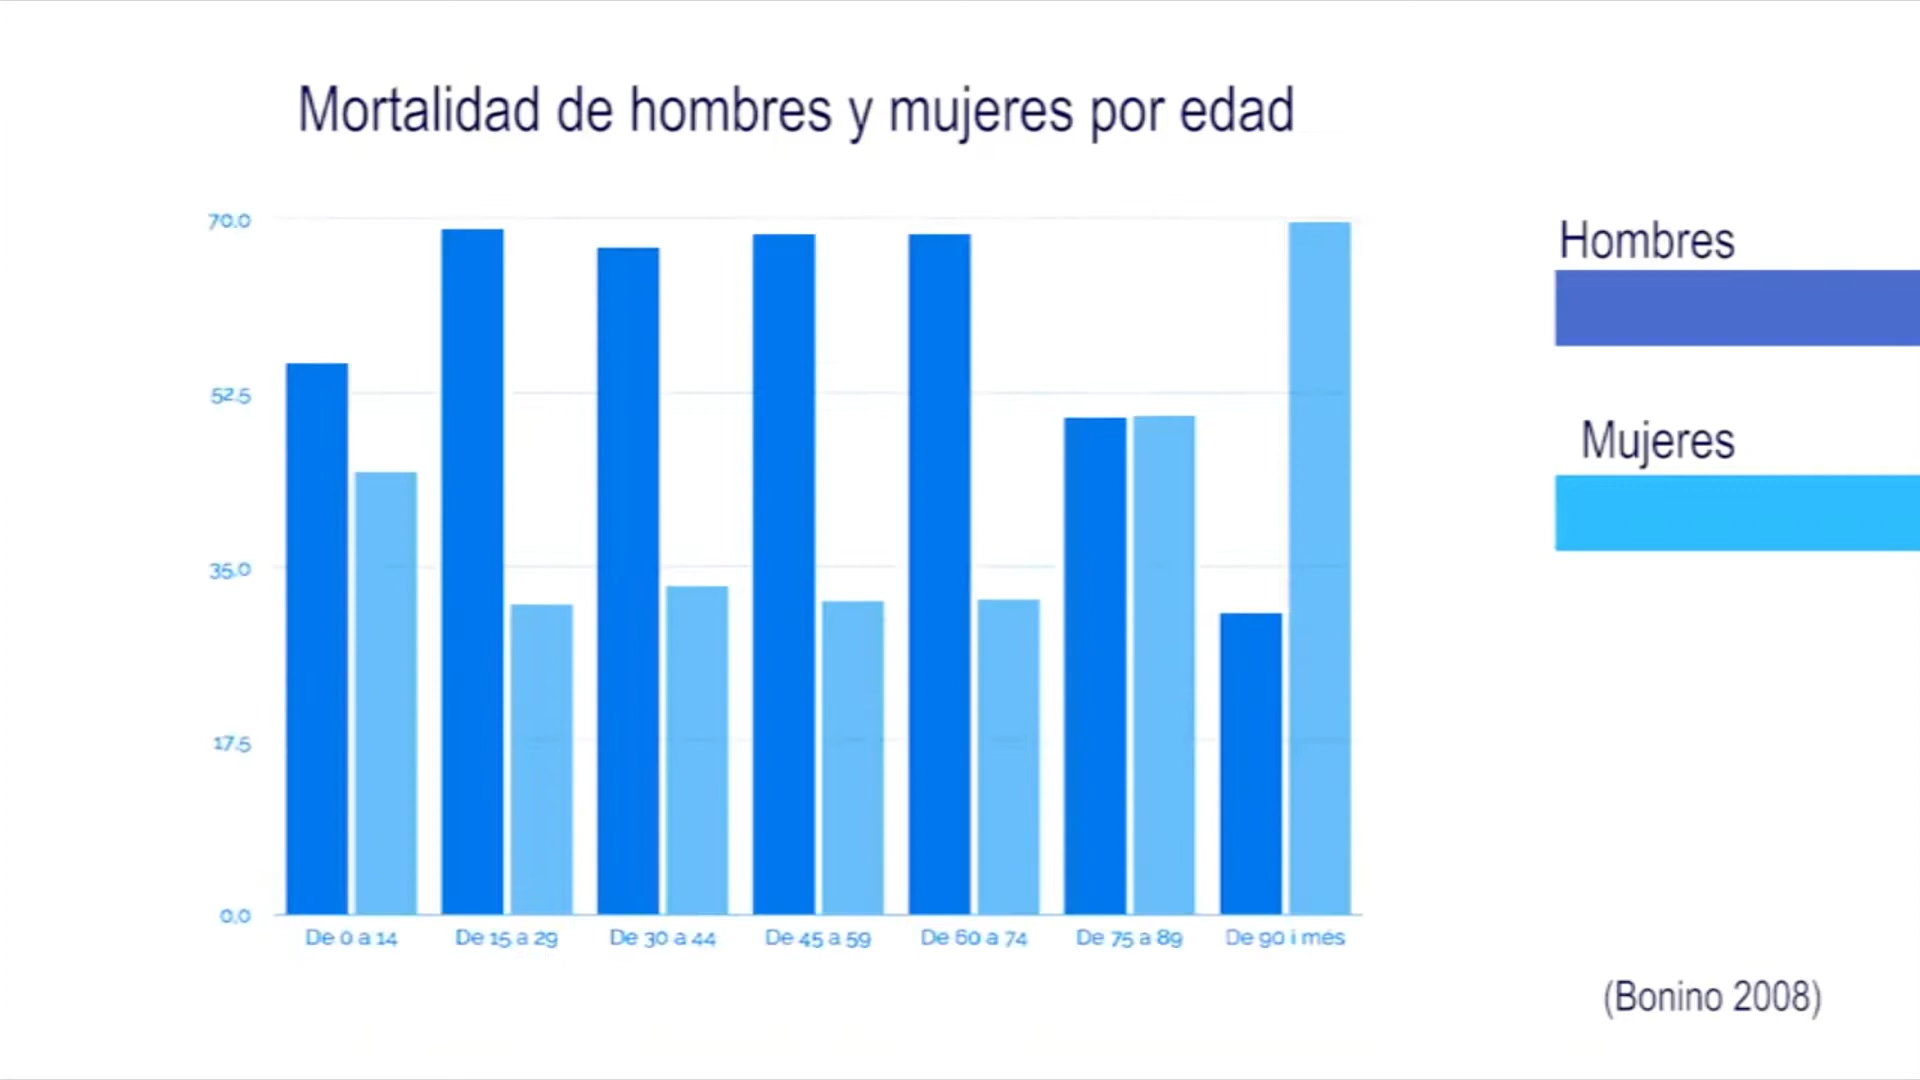 Mortalidad de hombres y mujeres por edad
70.0
52.5
35.0
17.5
0.0
De 0 a 14
De 15 a 29
De 30 a 44
De 45 a 59
De 60 a 74
De 75 a 89
De 90 i més
Hombres
Mujeres
(Bonino 2008)